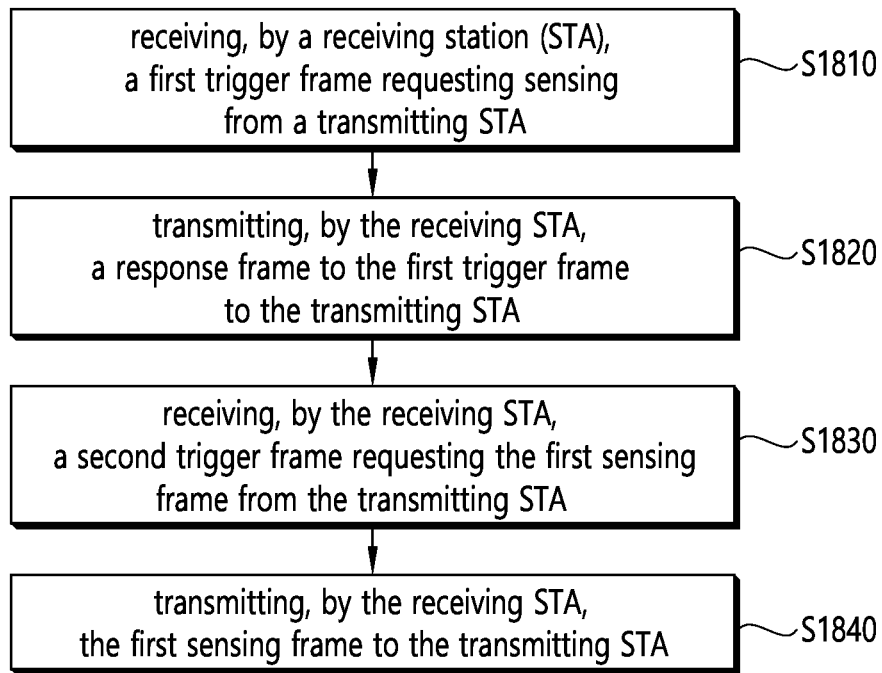 receiving, by a receiving station (STA),
a first trigger frame requesting sensing
from a transmitting STA
S1810
transmitting, by the receiving STA,
a response frame to the first trigger frame
to the transmitting STA
S1820
receiving, by the receiving STA,
a second trigger frame requesting the first sensing
frame from the transmitting STA
S1830
transmitting, by the receiving STA,
the first sensing frame to the transmitting STA
S1840